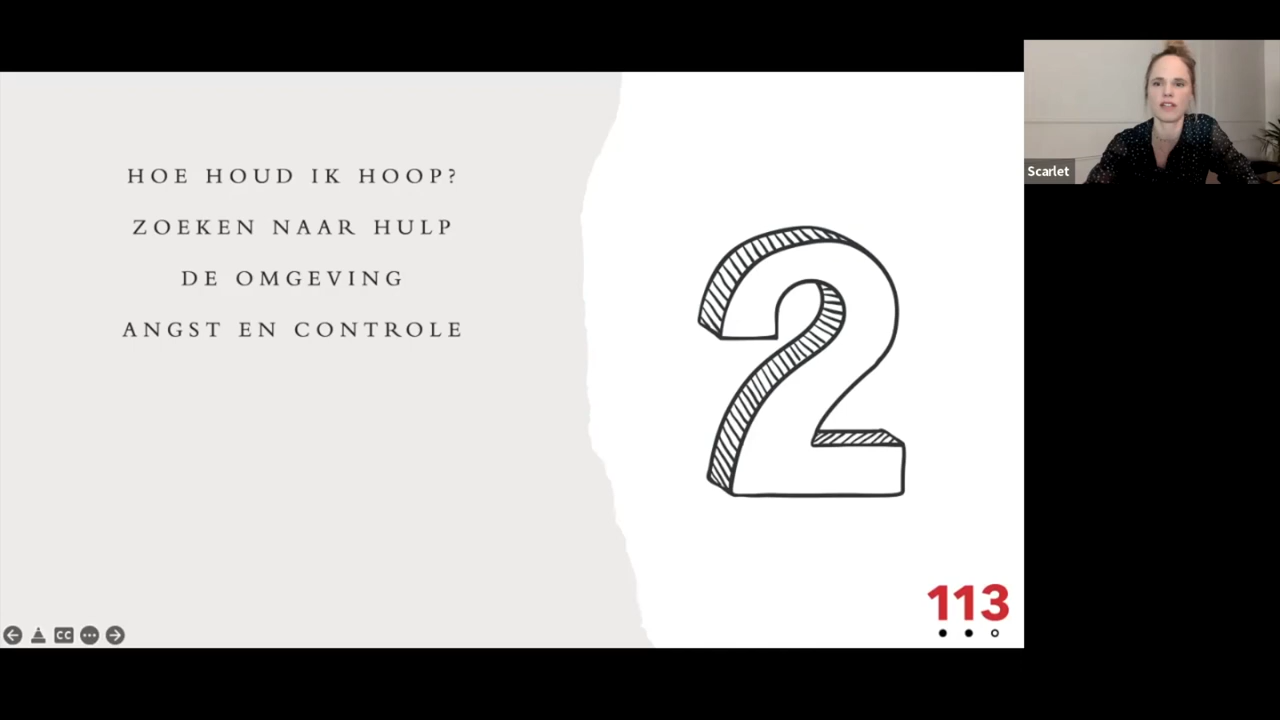 HOE HOUD IK HOOP?
ZOEKEN NAAR HULP
DE OMGEVING
ANGST EN CONTROLE
2
113
CC
Scarlet